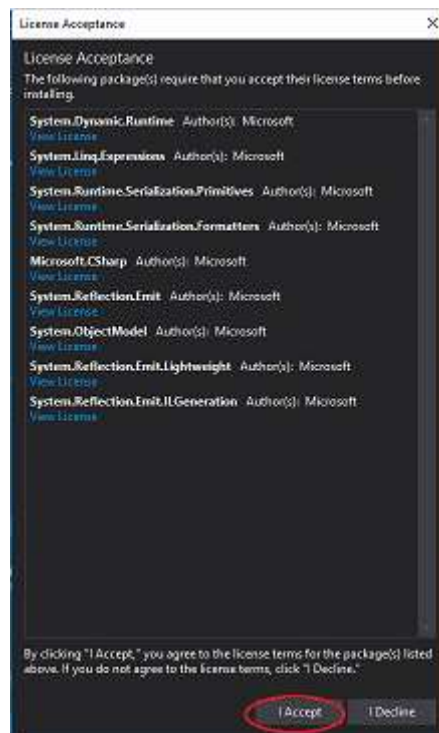 License Acceptance
License Acceptance
The following package(s) require that you accept their license terms before
installing.
System.Dynamic.Runtime Author(s): Microsoft
View License
System.Linq.Expressions Author(s): Microsoft
View License
System.Runtime.Serialization.Primitives Author(s): Microsoft
View License
System.Runtime.Serialization.Formatters Author(s): Microsoft
View License
Microsoft.CSharp Author(s): Microsoft
View License
System.Reflection.Emit Author(s): Microsoft
View License
System.ObjectModel Author(s): Microsoft
View License
System.Reflection.Emit.Lightweight Author(s): Microsoft
View License
System.Reflection.Emit.ILGeneration Author(s): Microsoft
View License
By clicking "I Accept," you agree to the license terms for the package(s) listed
above. If you do not agree to the license terms, click "I Decline."
I Accept I Decline